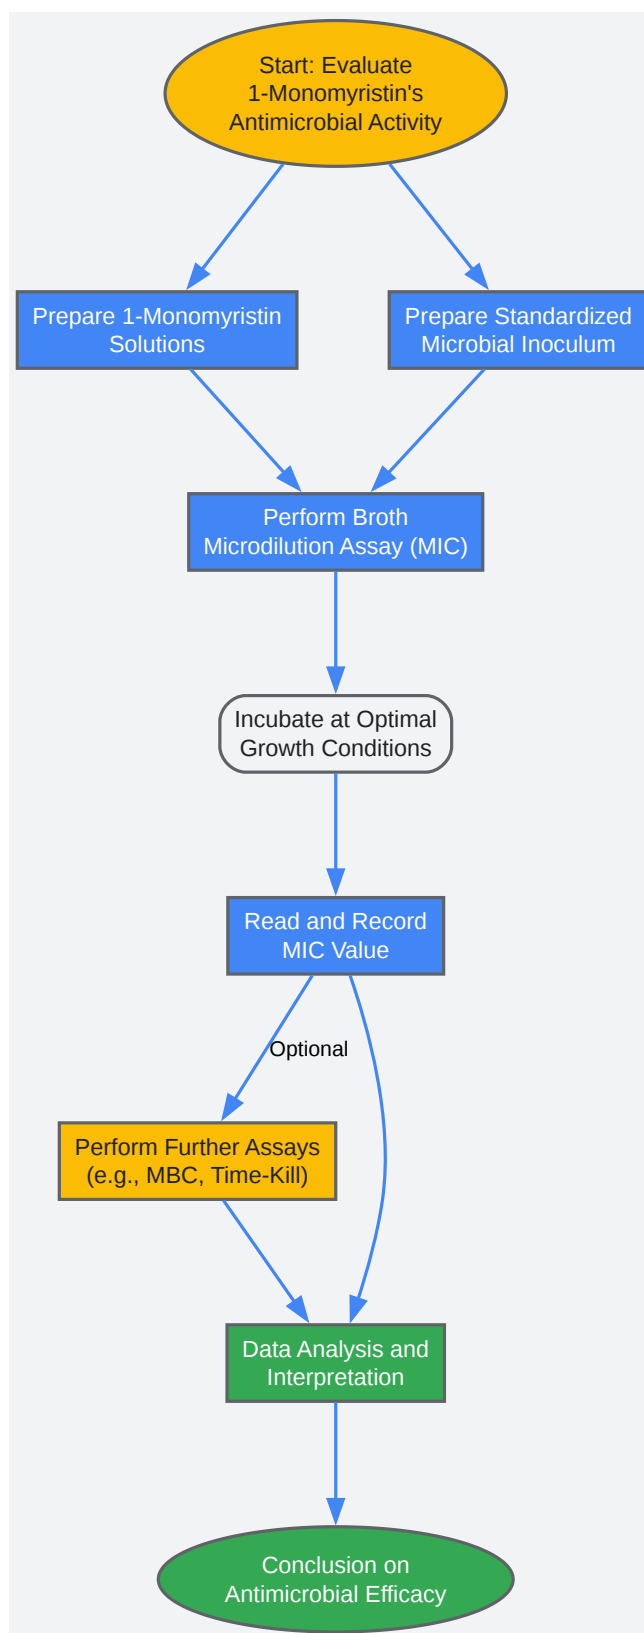 Start: Evaluate
1-Monomyristin's
Antimicrobial Activity
Prepare 1-Monomyristin
Solutions
Prepare Standardized
Microbial Inoculum
Perform Broth
Microdilution Assay (MIC)
Incubate at Optimal
Growth Conditions
Read and Record
MIC Value
Optional
Perform Further Assays
(e.g., MBC, Time-Kill)
Data Analysis and
Interpretation
Conclusion on
Antimicrobial Efficacy